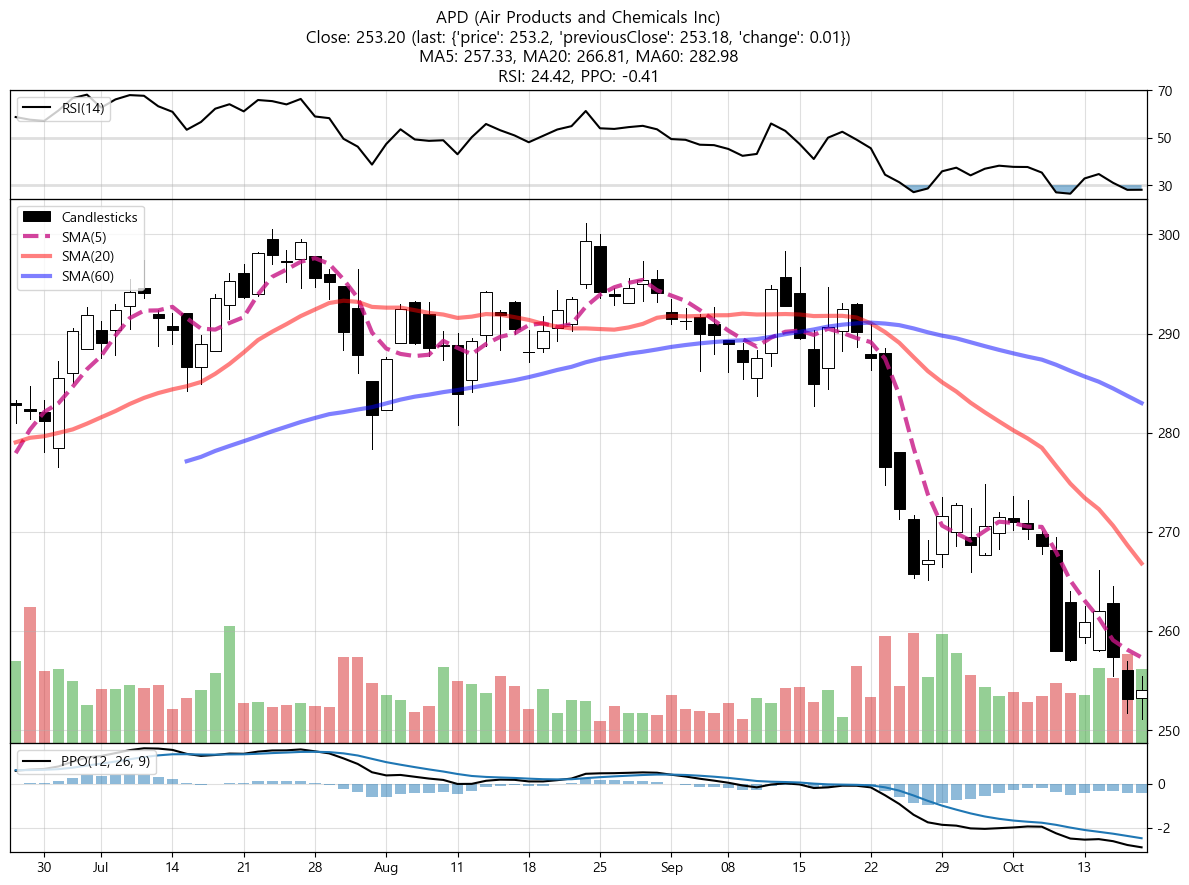 APD (Air Products and Chemicals Inc)
Close: 253.20 (last: {'price': 253.2, 'previousClose': 253.18, 'change': 0.01})
MA5: 257.33, MA20: 266.81, MA60: 282.98
RSI: 24.42, PPO: -0.41
RSI(14)
70
50
30
Candlesticks
SMA(5)
SMA(20)
SMA(60)
300
290
280
270
260
250
PPO(12, 26, 9)
0
-2
30 Jul 14 21 28 Aug 11 18 25 Sep 08 15 22 29 Oct 13